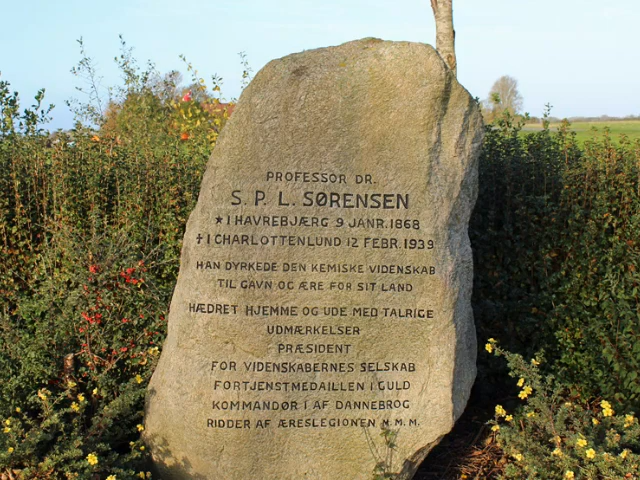 PROFESSOR DR.
S. P. L. SØRENSEN
★ I HAVREBJÆRG 9 JANR. 1868
✝ I CHARLOTTENLUND 12 FEBR. 1939
HAN DYRKEDE DEN KEMISKE VIDENSKAB
TIL GAVN OG ÆRE FOR SIT LAND
HÆDRET HJEMME OG UDE MED TALRIGE
UDMÆRKELSER
PRÆSIDENT
FOR VIDENSKABERNES SELSKAB
FORTJENSTMEDAILLEN I GULD
KOMMANDØR I AF DANNEBROG
RIDDER AF ÆRESLEGIONEN N. M. M.